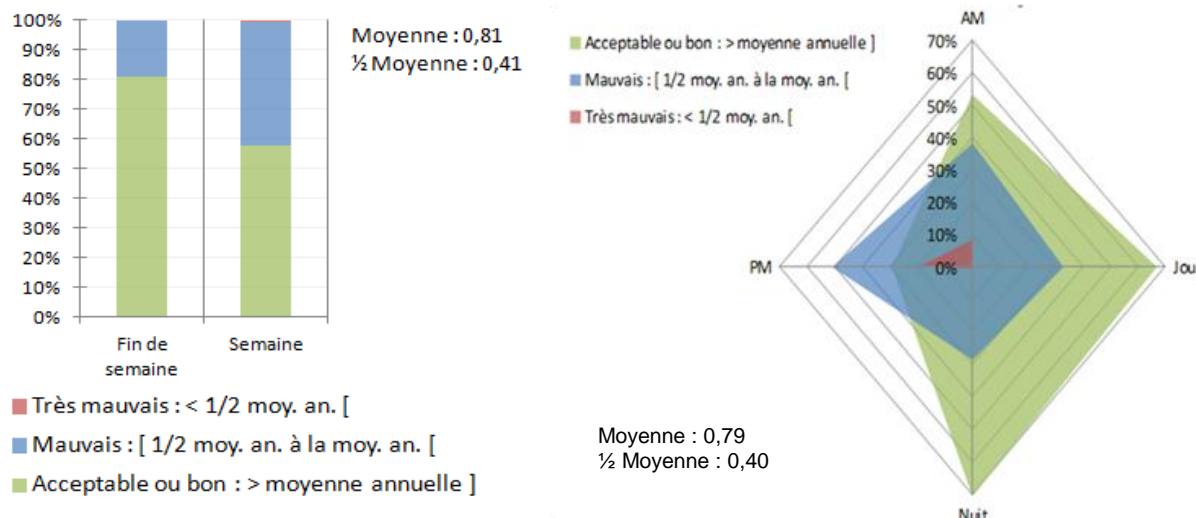 100%
90%
80%
70%
60%
50%
40%
30%
20%
10%
0%
Fin de
semaine
Semaine
Moyenne : 0,81
½ Moyenne : 0,41
Très mauvais : < 1/2 moy. an. [
Mauvais : [ 1/2 moy. an. à la moy. an. [
Acceptable ou bon : > moyenne annuelle ]
Acceptable ou bon : > moyenne annuelle ]
Mauvais : [ 1/2 moy. an. à la moy. an. [
Très mauvais : < 1/2 moy. an. [
AM
70%
60%
50%
40%
30%
20%
10%
0%
PM
Jou
Nuit
Moyenne : 0,79
½ Moyenne : 0,40